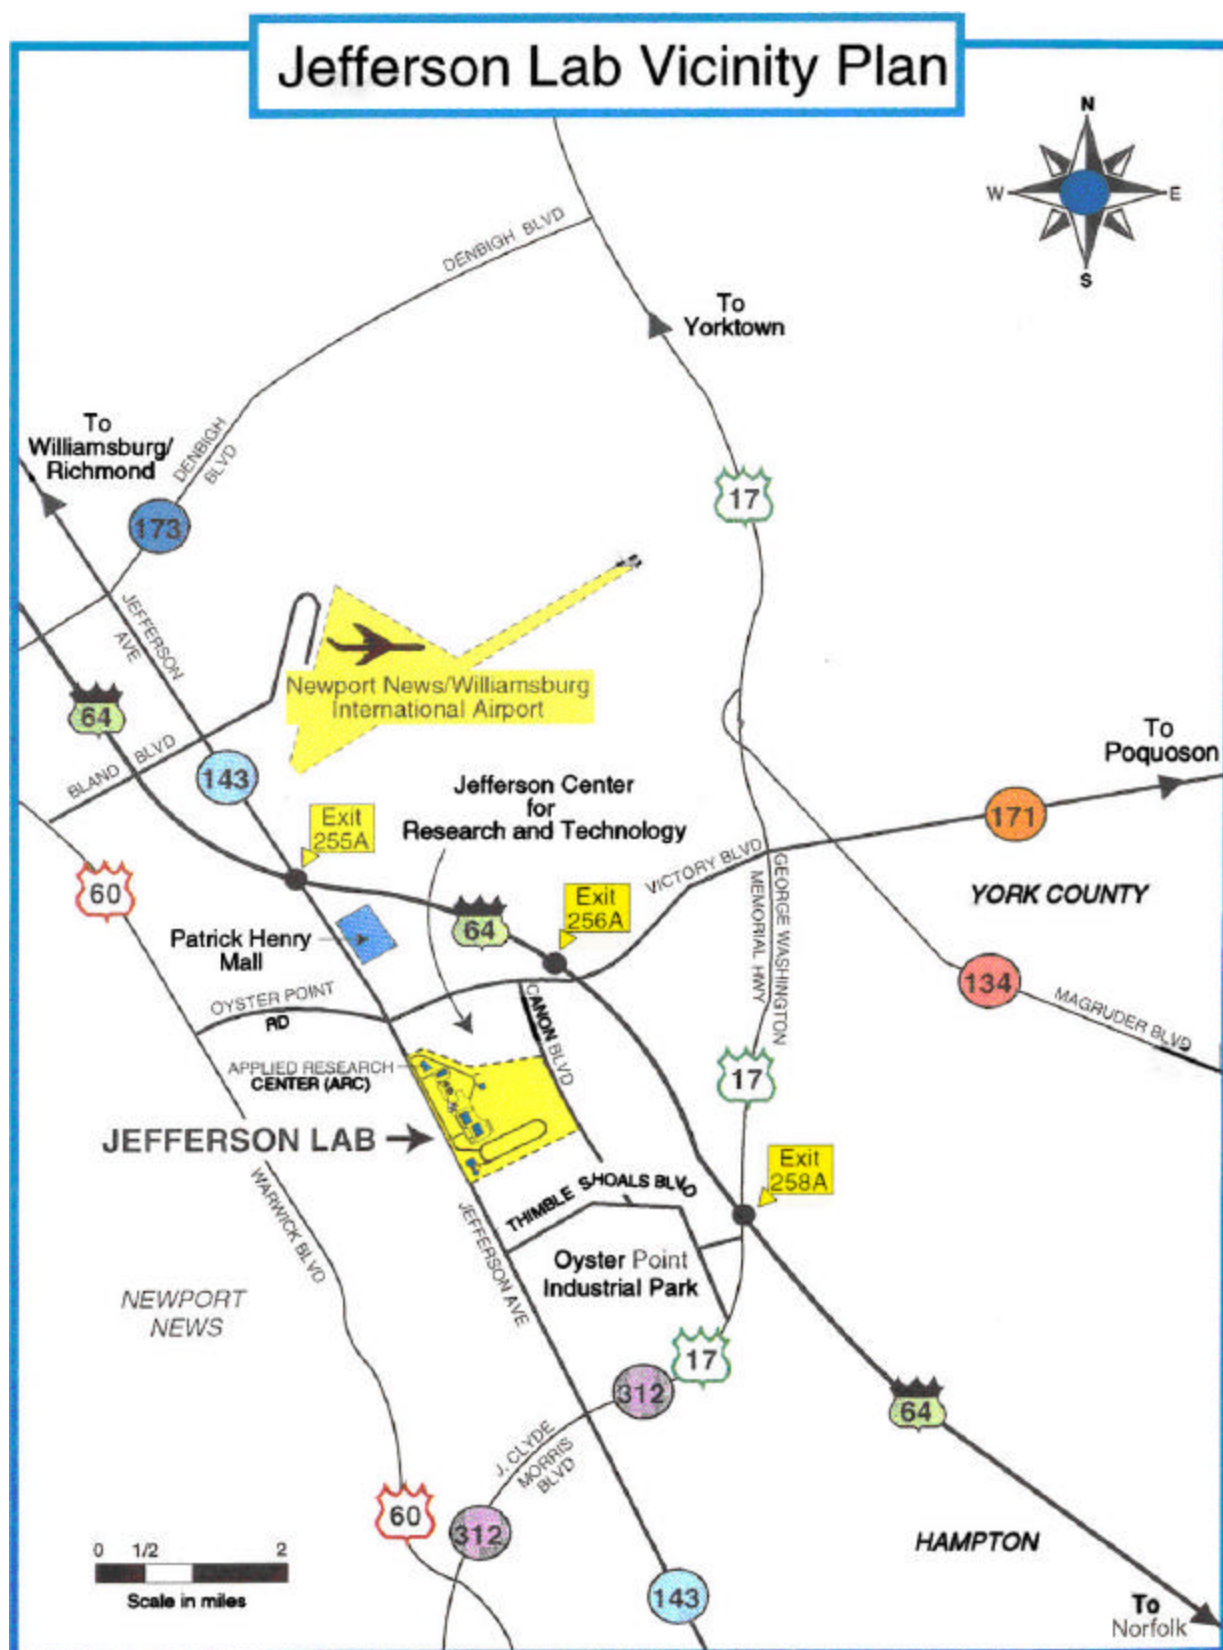 Jefferson Lab Vicinity Plan
N
W
E
S
DENBIGH BLVD
To
Yorktown
To
Williamsburg/
Richmond
DENBIGH
BLVD
17
173
JEFFERSON
AVE
Newport News/Williamsburg
International Airport
64
BLAND BLVD
143
To
Poquoson
Jefferson Center
for
Research and Technology
Exit
255A
171
VICTORY BLVD
60
GEORGE WASHINGTON
MEMORIAL HWY
YORK COUNTY
Exit
256A
64
Patrick Henry
Mall
134
MAGRUDER BLVD
OYSTER POINT
RD
CANON BLVD
APPLIED RESEARCH
CENTER (ARC)
17
JEFFERSON LAB
Exit
258A
THIMBLE SHOALS BLVD
WARWICK BLVD
JEFFERSON AVE
Oyster Point
Industrial Park
NEWPORT
NEWS
17
312
64
J. CLYDE
MORRIS
BLVD
60
312
HAMPTON
0 1/2 2
Scale in miles
143
To
Norfolk